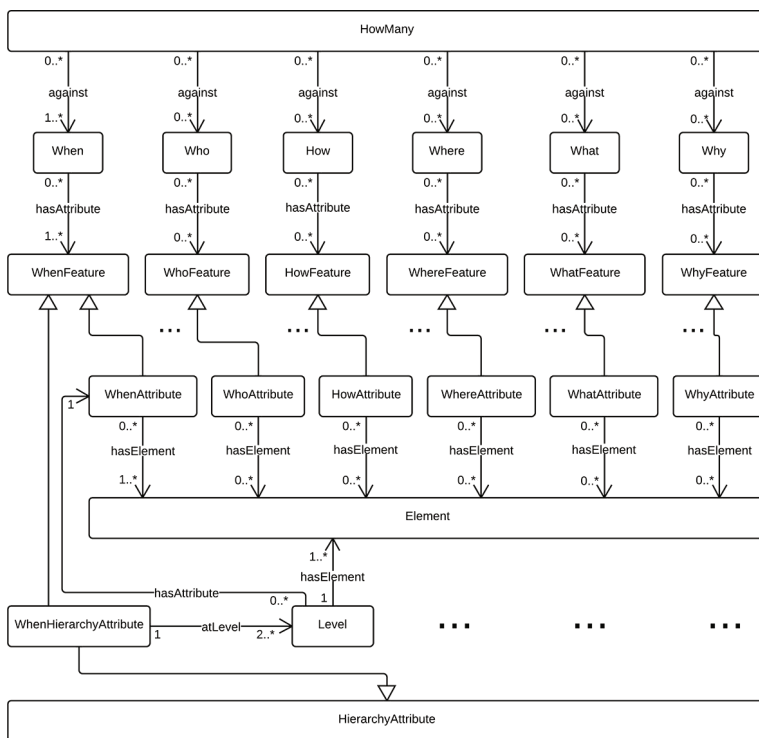 HowMany
0..* 0..* 0..* 0..* 0..* 0..*
against against against against against against
1..* 0..* 0..* 0..* 0..* 0..*
When Who How Where What Why
0..* 0..* 0..* 0..* 0..* 0..*
hasAttribute hasAttribute hasAttribute hasAttribute hasAttribute hasAttribute
1..* 0..* 0..* 0..* 0..* 0..*
WhenFeature WhoFeature HowFeature WhereFeature WhatFeature WhyFeature
... ... ... ... ...
WhenAttribute WhoAttribute HowAttribute WhereAttribute WhatAttribute WhyAttribute
1
0..* 0..* 0..* 0..* 0..* 0..*
hasElement hasElement hasElement hasElement hasElement hasElement
1..* 0..* 0..* 0..* 0..* 0..*
Element
1..*
hasElement
hasAttribute
0..* 1
WhenHierarchyAttribute 1 atLevel 2..* Level ... ... ...
HierarchyAttribute